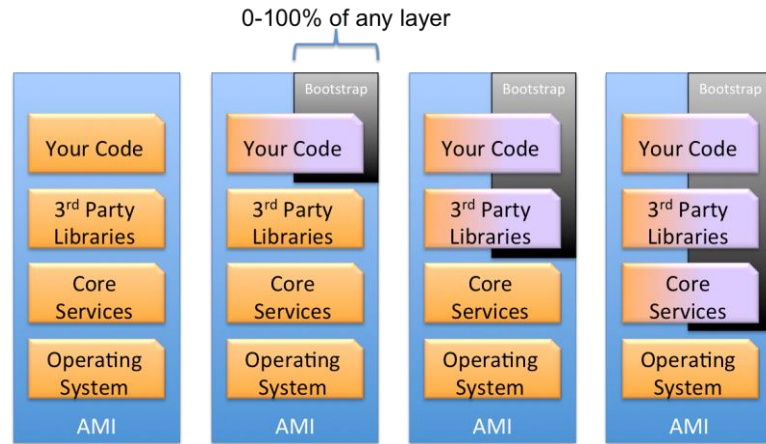 0-100% of any layer
Your Code
3rd Party
Libraries
Core
Services
Operating
System
AMI
Bootstrap
Your Code
3rd Party
Libraries
Core
Services
Operating
System
AMI
Bootstrap
Your Code
3rd Party
Libraries
Core
Services
Operating
System
AMI
Bootstrap
Your Code
3rd Party
Libraries
Core
Services
Operating
System
AMI